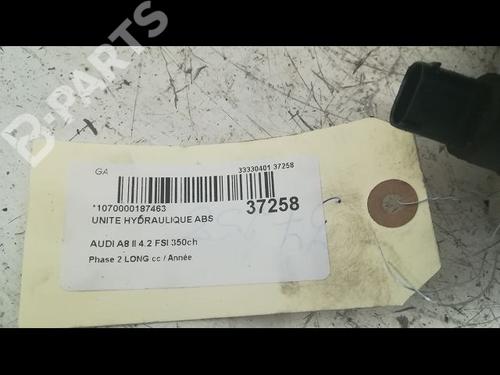 B-PARTS
GA
33330401 37258
*1070000187463
37258
UNITE HYDRAULIQUE ABS
AUDI A8 II 4.2 FSI 350ch
Phase 2 LONG cc / Année